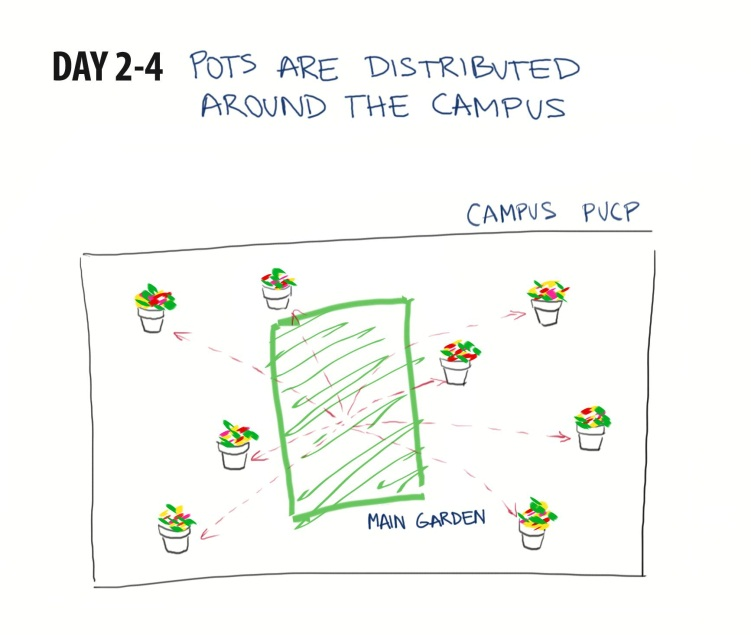 DAY 2-4 POTS ARE DISTRIBUTED
AROUND THE CAMPUS
CAMPUS PUCP
MAIN GARDEN